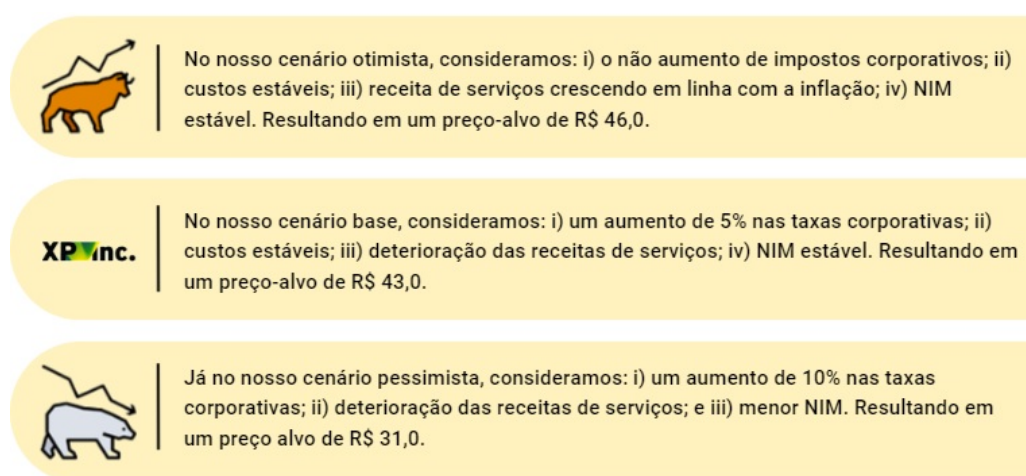 No nosso cenário otimista, consideramos: i) o não aumento de impostos corporativos; ii)
custos estáveis; iii) receita de serviços crescendo em linha com a inflação; iv) NIM
estável. Resultando em um preço-alvo de R$ 46,0.
XP inc.
No nosso cenário base, consideramos: i) um aumento de 5% nas taxas corporativas; ii)
custos estáveis; iii) deterioração das receitas de serviços; iv) NIM estável. Resultando em
um preço-alvo de R$ 43,0.
Já no nosso cenário pessimista, consideramos: i) um aumento de 10% nas taxas
corporativas; ii) deterioração das receitas de serviços; e iii) menor NIM. Resultando em
um preço alvo de R$ 31,0.